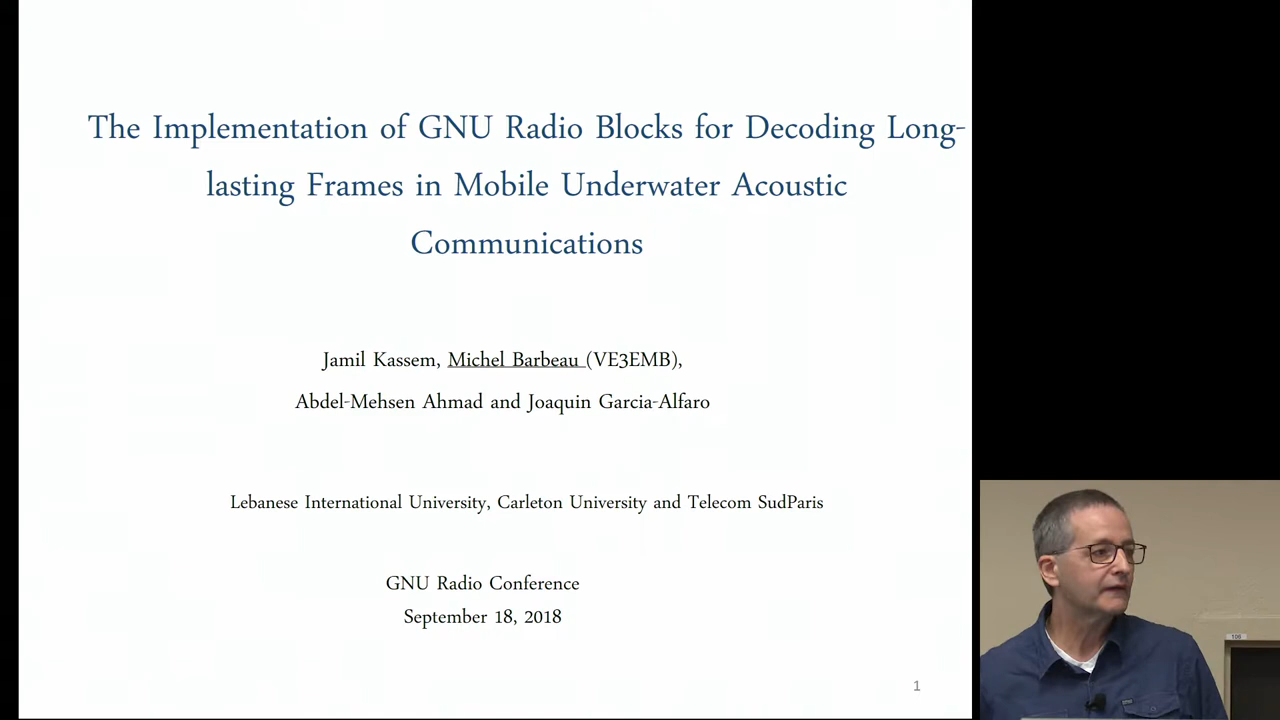 The Implementation of GNU Radio Blocks for Decoding Long-
lasting Frames in Mobile Underwater Acoustic
Communications
Jamil Kassem, Michel Barbeau (VE3EMB),
Abdel-Mehsen Ahmad and Joaquin Garcia-Alfaro
Lebanese International University, Carleton University and Telecom SudParis
GNU Radio Conference
September 18, 2018
1
106